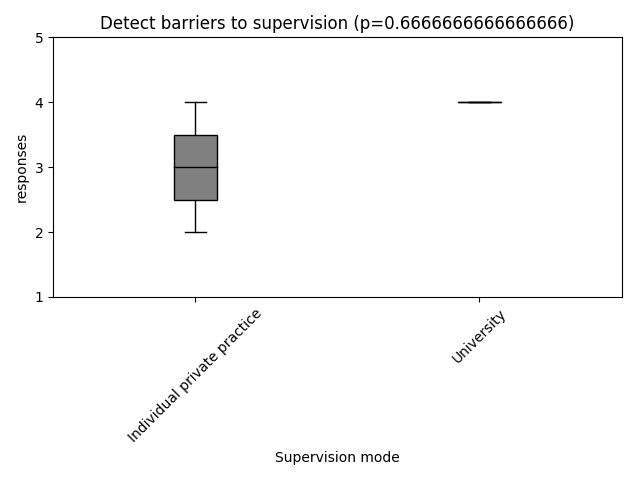 Detect barriers to supervision (p=0.6666666666666666)
5
4
3
2
1
responses
Individual private practice
University
Supervision mode